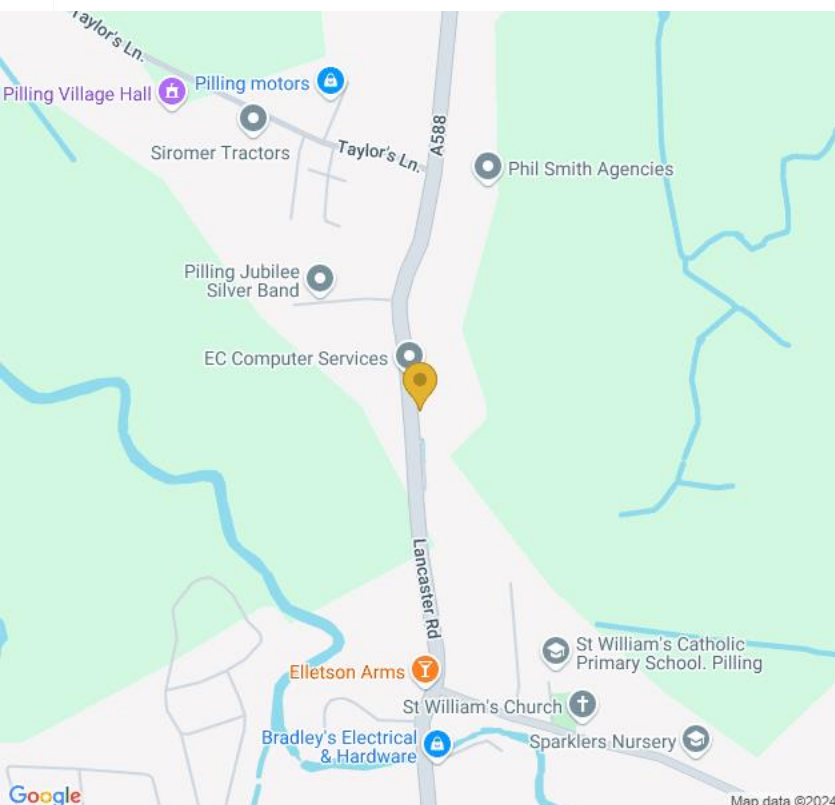 Taylor's Ln.
Pilling motors
Pilling Village Hall
Siromer Tractors
Taylor's Ln.
A588
Phil Smith Agencies
Pilling Jubilee
Silver Band
EC Computer Services
Lancaster Rd
St William's Catholic
Primary School. Pilling
Elletson Arms
St William's Church
Bradley's Electrical
& Hardware
Sparklers Nursery
Google
Map data ©2024